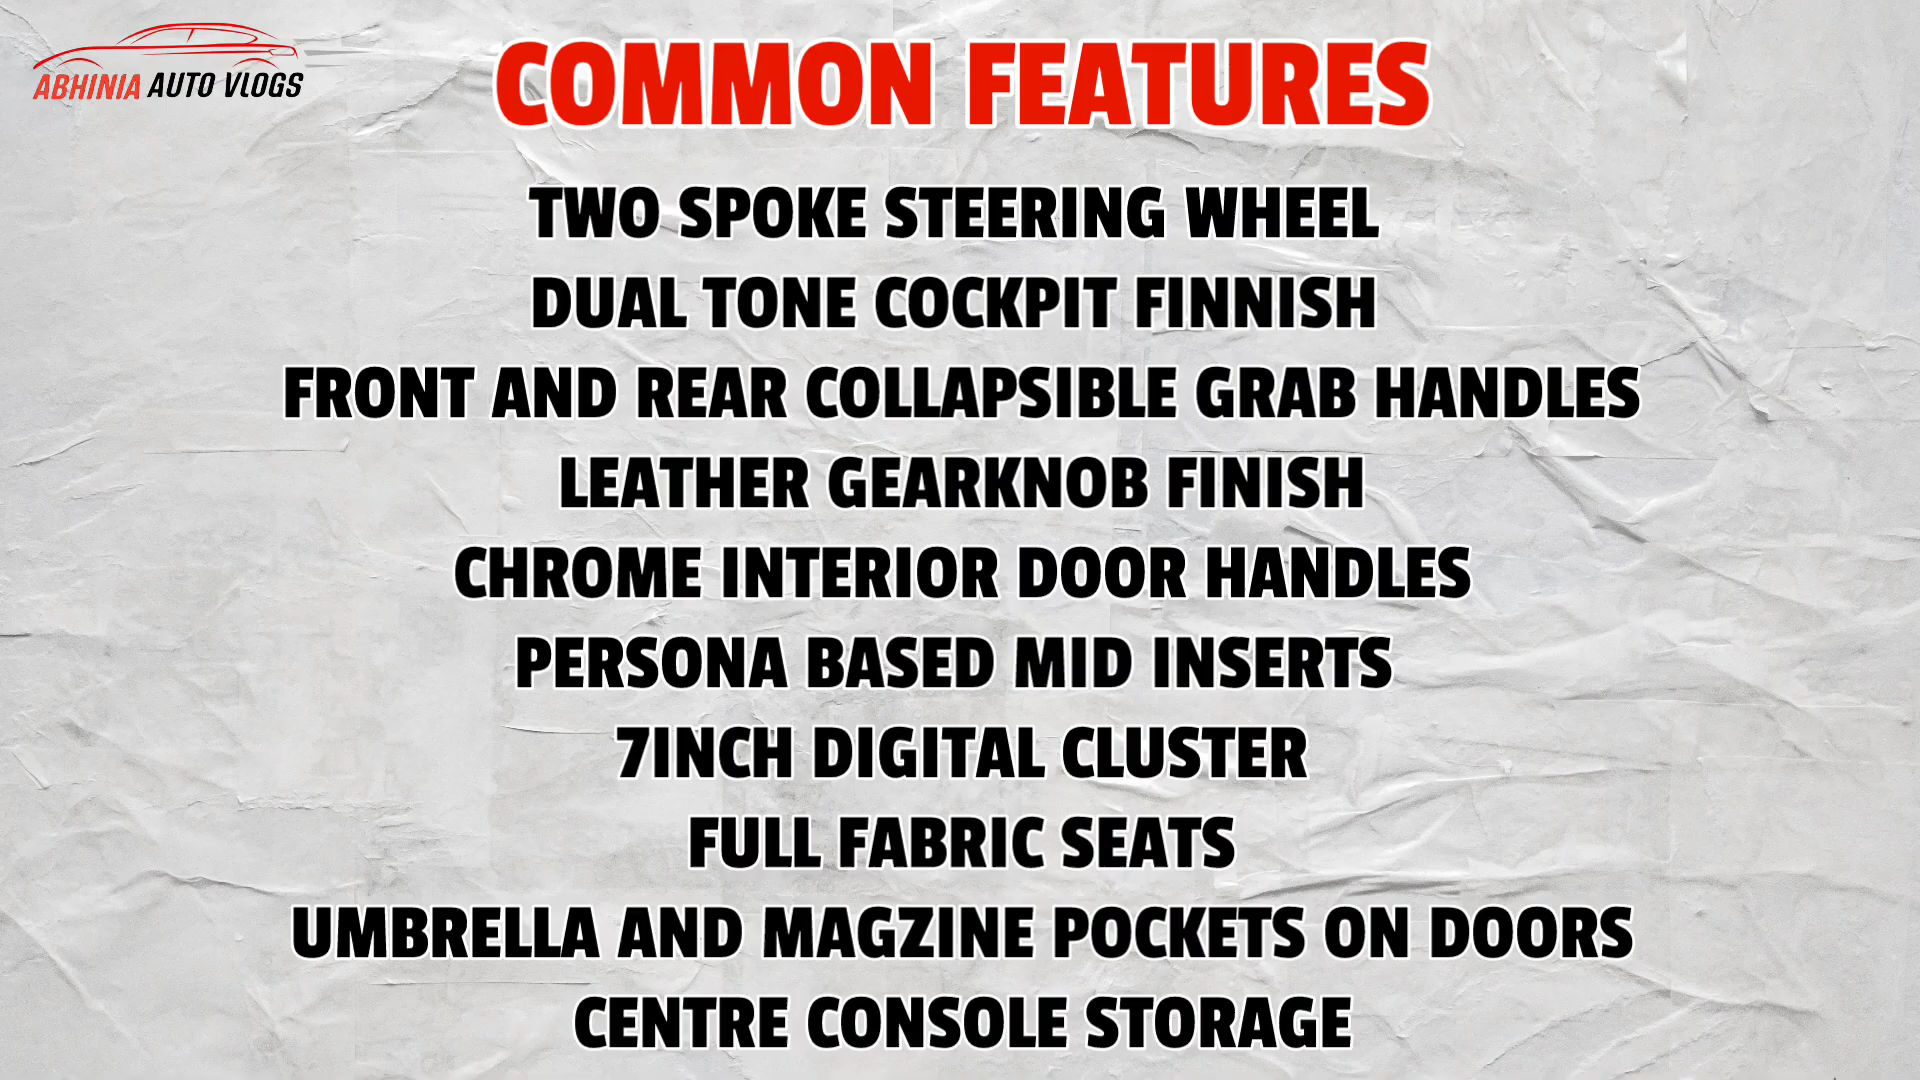 ABHINIA AUTO VLOGS
COMMON FEATURES
TWO SPOKE STEERING WHEEL
DUAL TONE COCKPIT FINNISH
FRONT AND REAR COLLAPSIBLE GRAB HANDLES
LEATHER GEARKNOB FINISH
CHROME INTERIOR DOOR HANDLES
PERSONA BASED MID INSERTS
7INCH DIGITAL CLUSTER
FULL FABRIC SEATS
UMBRELLA AND MAGZINE POCKETS ON DOORS
CENTRE CONSOLE STORAGE